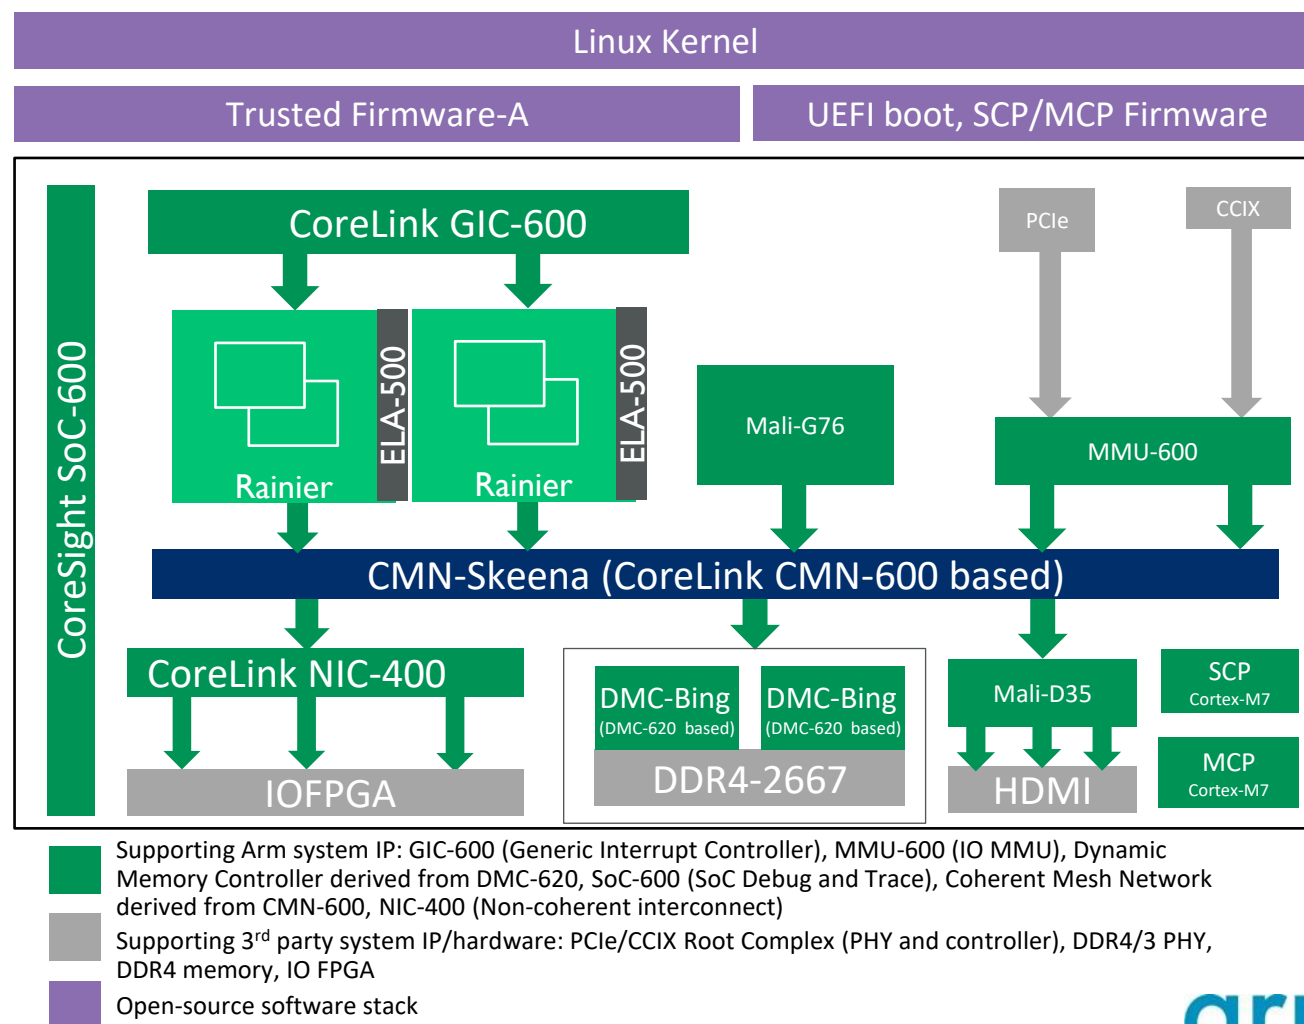 Linux Kernel
Trusted Firmware-A
UEFI boot, SCP/MCP Firmware
CoreSight SoC-600
CoreLink GIC-600
PCIe
CCIX
ELA-500
ELA-500
Rainier
Rainier
Mali-G76
MMU-600
CMN-Skeena (CoreLink CMN-600 based)
CoreLink NIC-400
DMC-Bing
(DMC-620 based)
DMC-Bing
(DMC-620 based)
Mali-D35
SCP
Cortex-M7
IOFPGA
DDR4-2667
HDMI
MCP
Cortex-M7
Supporting Arm system IP: GIC-600 (Generic Interrupt Controller), MMU-600 (IO MMU), Dynamic
Memory Controller derived from DMC-620, SoC-600 (SoC Debug and Trace), Coherent Mesh Network
derived from CMN-600, NIC-400 (Non-coherent interconnect)
Supporting 3rd party system IP/hardware: PCIe/CCIX Root Complex (PHY and controller), DDR4/3 PHY,
DDR4 memory, IO FPGA
Open-source software stack